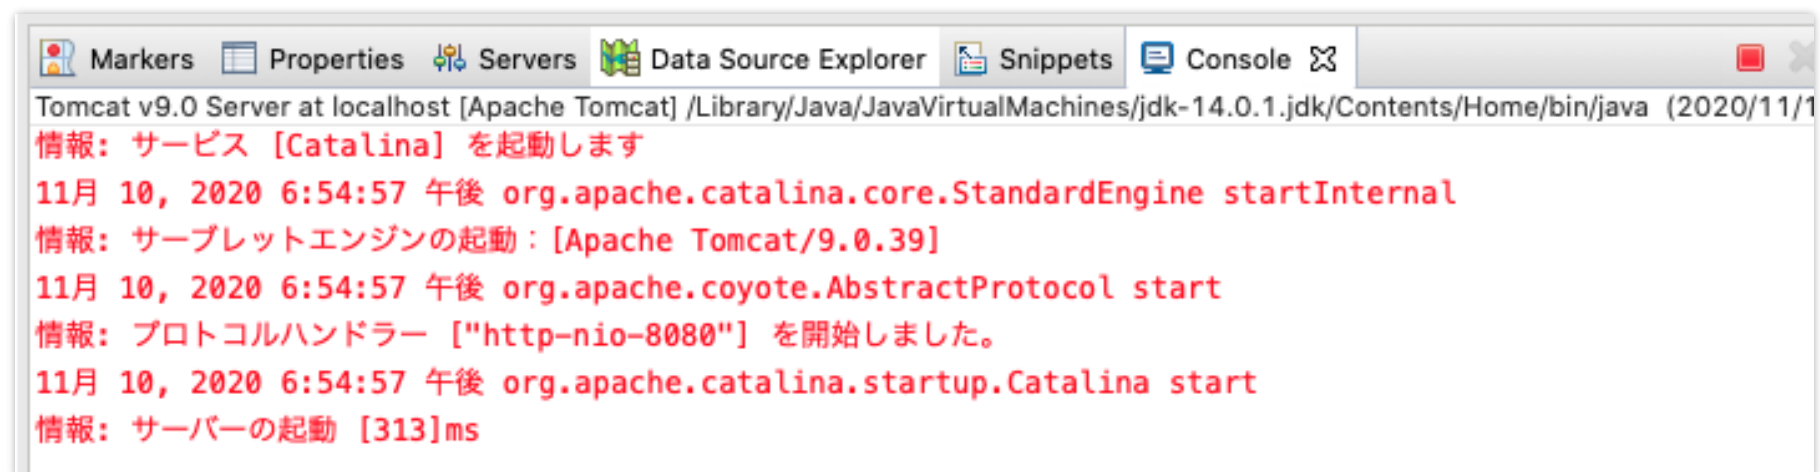 Markers Properties Servers Data Source Explorer Snippets Console
Tomcat v9.0 Server at localhost [Apache Tomcat] /Library/Java/JavaVirtualMachines/jdk-14.0.1.jdk/Contents/Home/bin/java (2020/11/1
情報: サービス [Catalina] を起動します
11月 10, 2020 6:54:57 午後 org.apache.catalina.core.StandardEngine startInternal
情報: サーブレットエンジンの起動：[Apache Tomcat/9.0.39]
11月 10, 2020 6:54:57 午後 org.apache.coyote.AbstractProtocol start
情報: プロトコルハンドラー ["http-nio-8080"] を開始しました。
11月 10, 2020 6:54:57 午後 org.apache.catalina.startup.Catalina start
情報: サーバーの起動 [313]ms